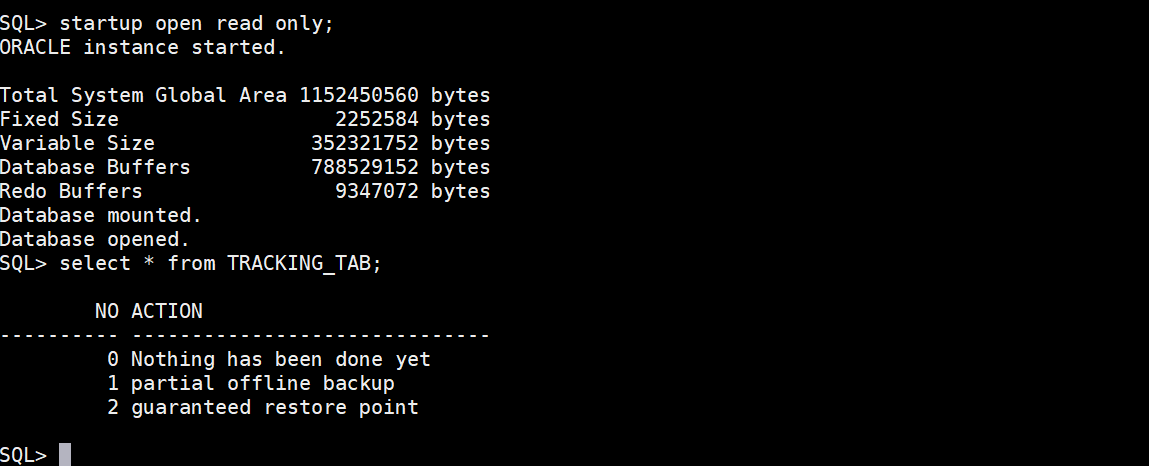 SQL> startup open read only;
ORACLE instance started.
Total System Global Area 1152450560 bytes
Fixed Size                  2252584 bytes
Variable Size             352321752 bytes
Database Buffers          788529152 bytes
Redo Buffers                9347072 bytes
Database mounted.
Database opened.
SQL> select * from TRACKING_TAB;
        NO ACTION
---------- ------------------------------
         0 Nothing has been done yet
         1 partial offline backup
         2 guaranteed restore point
SQL>